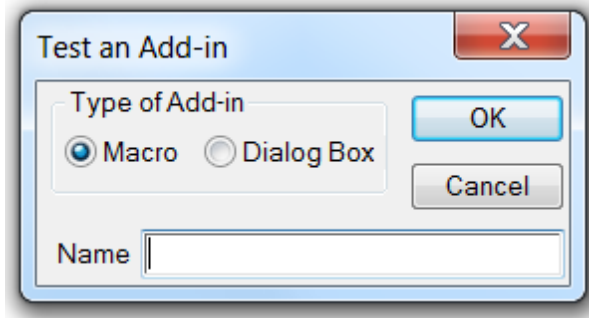 Test an Add-in
Type of Add-in
Macro Dialog Box
OK
Cancel
Name